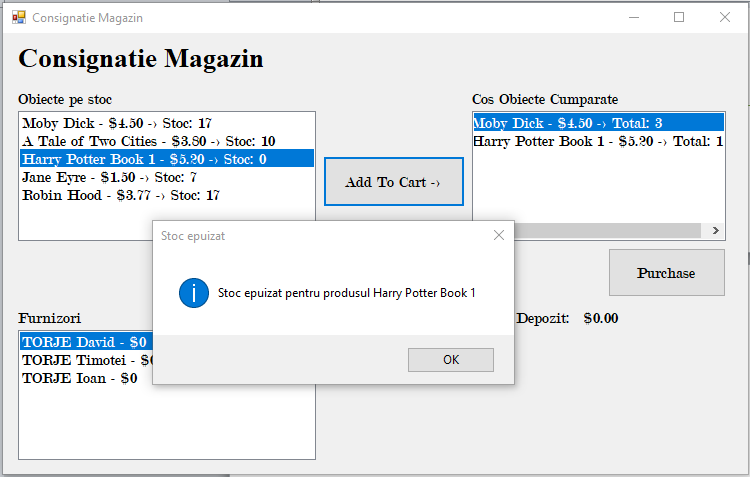 Consignatie Magazin
Consignatie Magazin
Obiecte pe stoc
Moby Dick - $4.50 -> Stoc: 17
A Tale of Two Cities - $3.80 -> Stoc: 10
Harry Potter Book 1 - $5.20 -> Stoc: 0
Jane Eyre - $1.50 -> Stoc: 7
Robin Hood - $3.77 -> Stoc: 17
Add To Cart ->
Cos Obiecte Cumparate
Moby Dick - $4.50 -> Total: 3
Harry Potter Book 1 - $5.20 -> Total: 1
Purchase
Stoc epuizat
Stoc epuizat pentru produsul Harry Potter Book 1
OK
Furnizori
TORJE David - $0
TORJE Timotei - $0
TORJE Ioan - $0
Depozit: $0.00